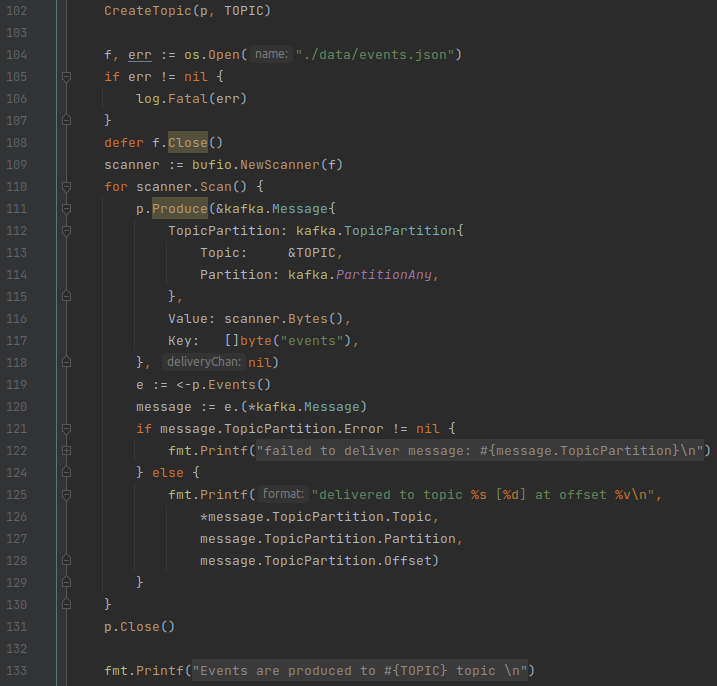 102 CreateTopic(p, TOPIC)
103
104 f, err := os.Open( name: "./data/events.json")
105 if err != nil {
106 log.Fatal(err)
107 }
108 defer f.Close()
109 scanner := bufio.NewScanner(f)
110 for scanner.Scan() {
111 p.Produce(&kafka.Message{
112 TopicPartition: kafka.TopicPartition{
113 Topic: &TOPIC,
114 Partition: kafka.PartitionAny,
115 },
116 Value: scanner.Bytes(),
117 Key: []byte("events"),
118 }, deliveryChan: nil)
119 e := <-p.Events()
120 message := e.(*kafka.Message)
121 if message.TopicPartition.Error != nil {
122 fmt.Printf("failed to deliver message: #{message.TopicPartition}\n")
124 } else {
125 fmt.Printf( format: "delivered to topic %s [%d] at offset %v\n",
126 *message.TopicPartition.Topic,
127 message.TopicPartition.Partition,
128 message.TopicPartition.Offset)
129 }
130 }
131 p.Close()
132
133 fmt.Printf("Events are produced to #{TOPIC} topic \n")